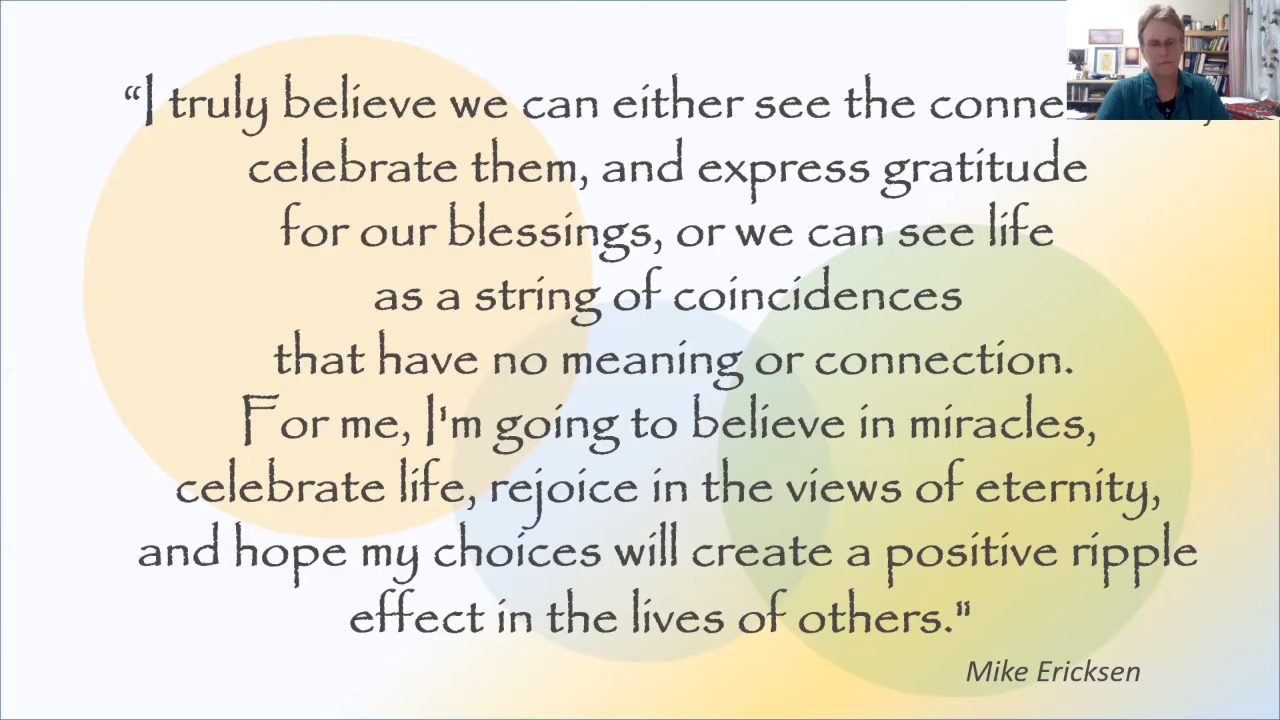 “I truly believe we can either see the
celebrate them, and express gratitude
for our blessings, or we can see life
as a string of coincidences
that have no meaning or connection.
For me, I'm going to believe in miracles,
celebrate life, rejoice in the views of eternity,
and hope my choices will create a positive ripple
effect in the lives of others."
Mike Ericksen